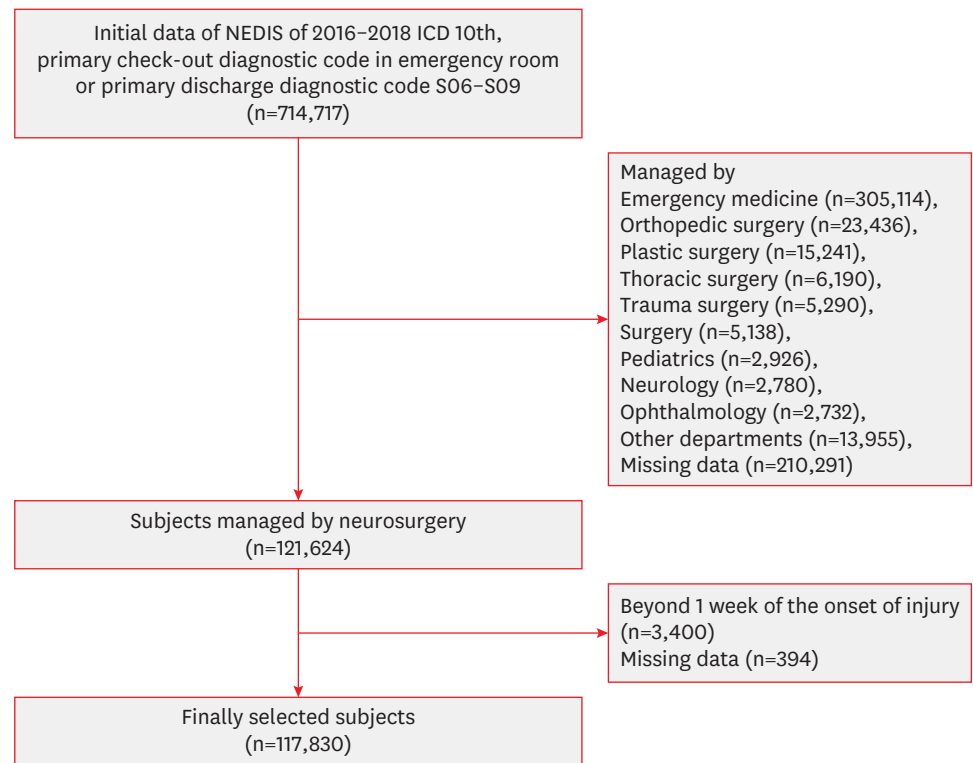 Initial data of NEDIS of 2016–2018 ICD 10th,
primary check-out diagnostic code in emergency room
or primary discharge diagnostic code S06–S09
(n=714,717)
Managed by
Emergency medicine (n=305,114),
Orthopedic surgery (n=23,436),
Plastic surgery (n=15,241),
Thoracic surgery (n=6,190),
Trauma surgery (n=5,290),
Surgery (n=5,138),
Pediatrics (n=2,926),
Neurology (n=2,780),
Ophthalmology (n=2,732),
Other departments (n=13,955),
Missing data (n=210,291)
Subjects managed by neurosurgery
(n=121,624)
Beyond 1 week of the onset of injury
(n=3,400)
Missing data (n=394)
Finally selected subjects
(n=117,830)